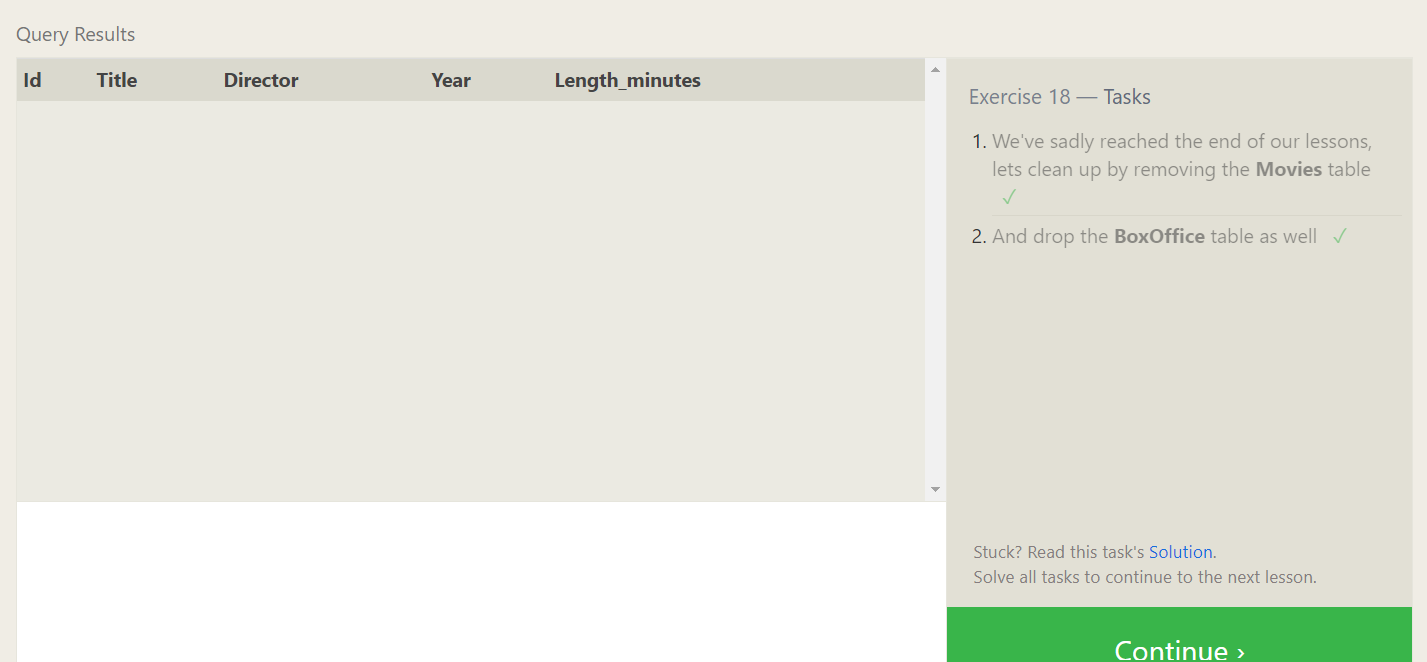 Query Results
Id Title Director Year Length_minutes
Exercise 18 — Tasks
1. We've sadly reached the end of our lessons,
lets clean up by removing the Movies table
✓
2. And drop the BoxOffice table as well ✓
Stuck? Read this task's Solution.
Solve all tasks to continue to the next lesson.
Continue ›